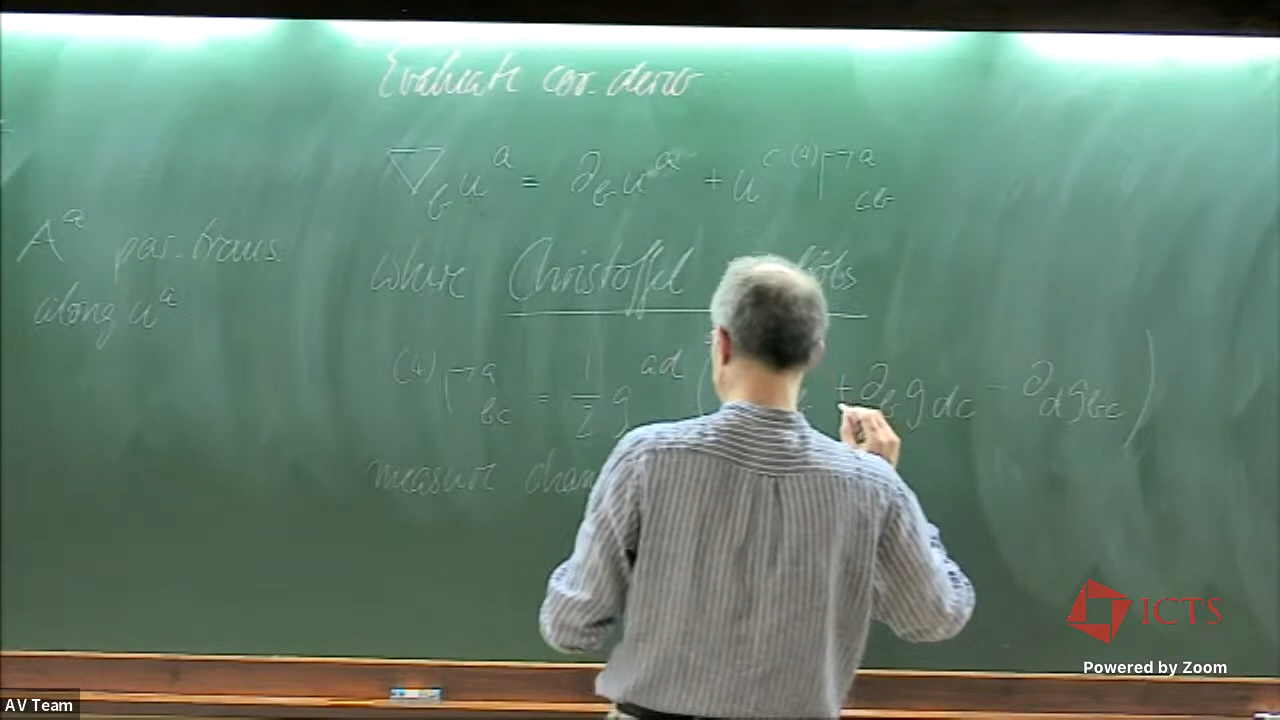 Evaluate cov. deriv.
∇_b u^a = ∂_b u^a + u^c (4)Γ^a_cb
A^a par. trans.
along u^a
where Christoffel
(4)Γ^a_bc = 1/2 g^ad ( + ∂_b g_dc - ∂_d g_bc )
measure
ICTS
Powered by Zoom
AV Team